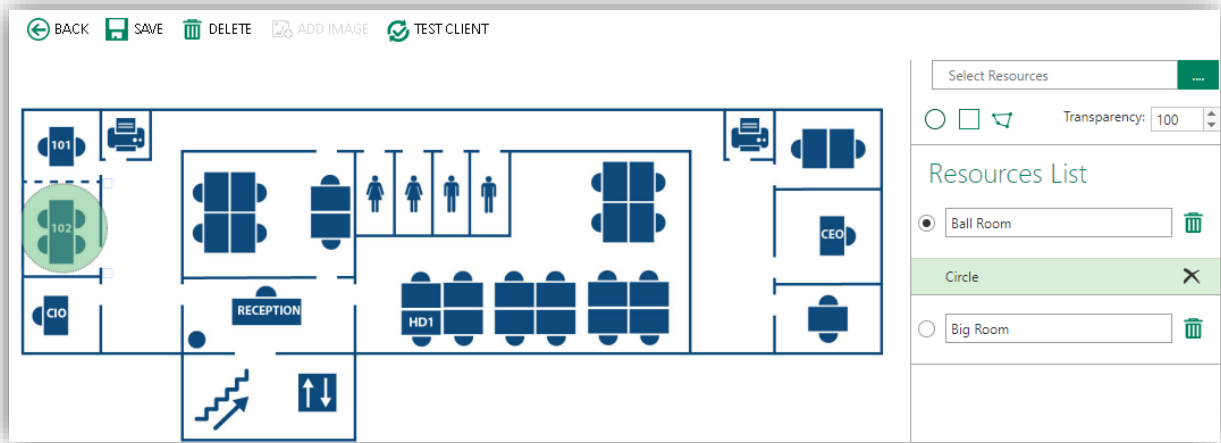 BACK SAVE DELETE ADD IMAGE TEST CLIENT
Select Resources ....
Transparency: 100
Resources List
Ball Room
Circle
Big Room
101
102
CEO
CIO
RECEPTION
HD1